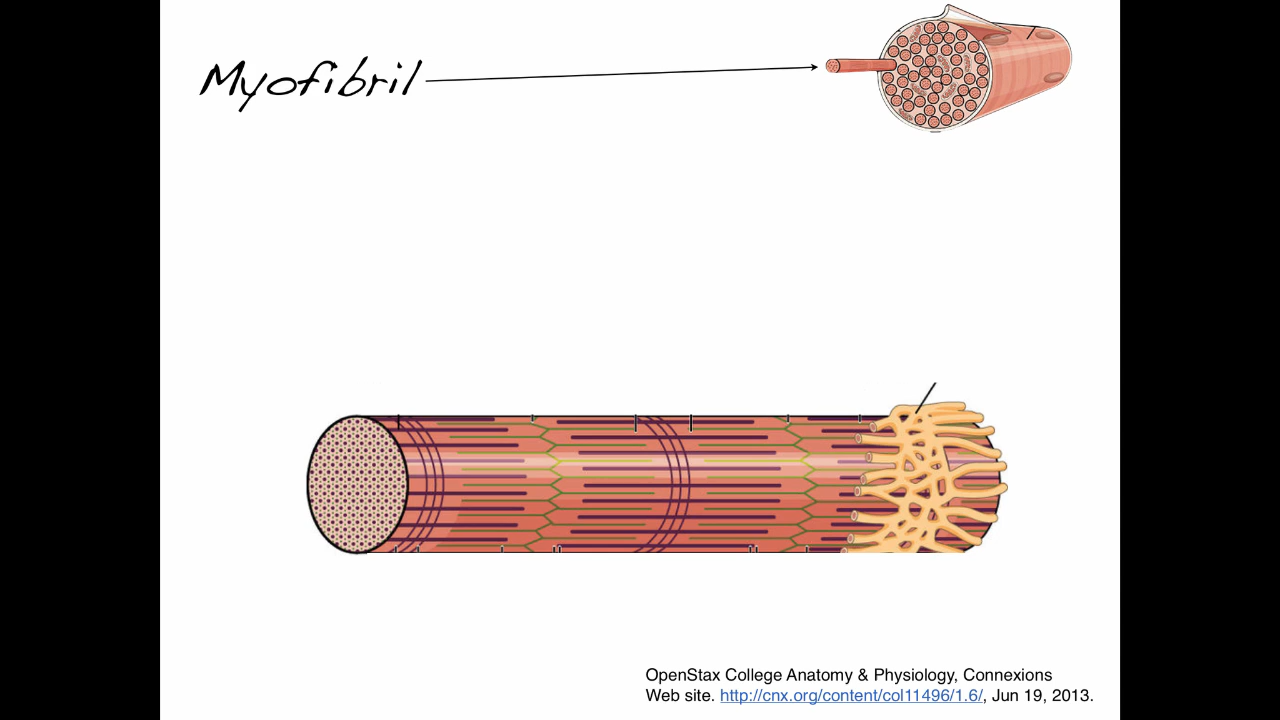 Myofibril
OpenStax College Anatomy & Physiology, Connexions
Web site. http://cnx.org/content/col11496/1.6/, Jun 19, 2013.